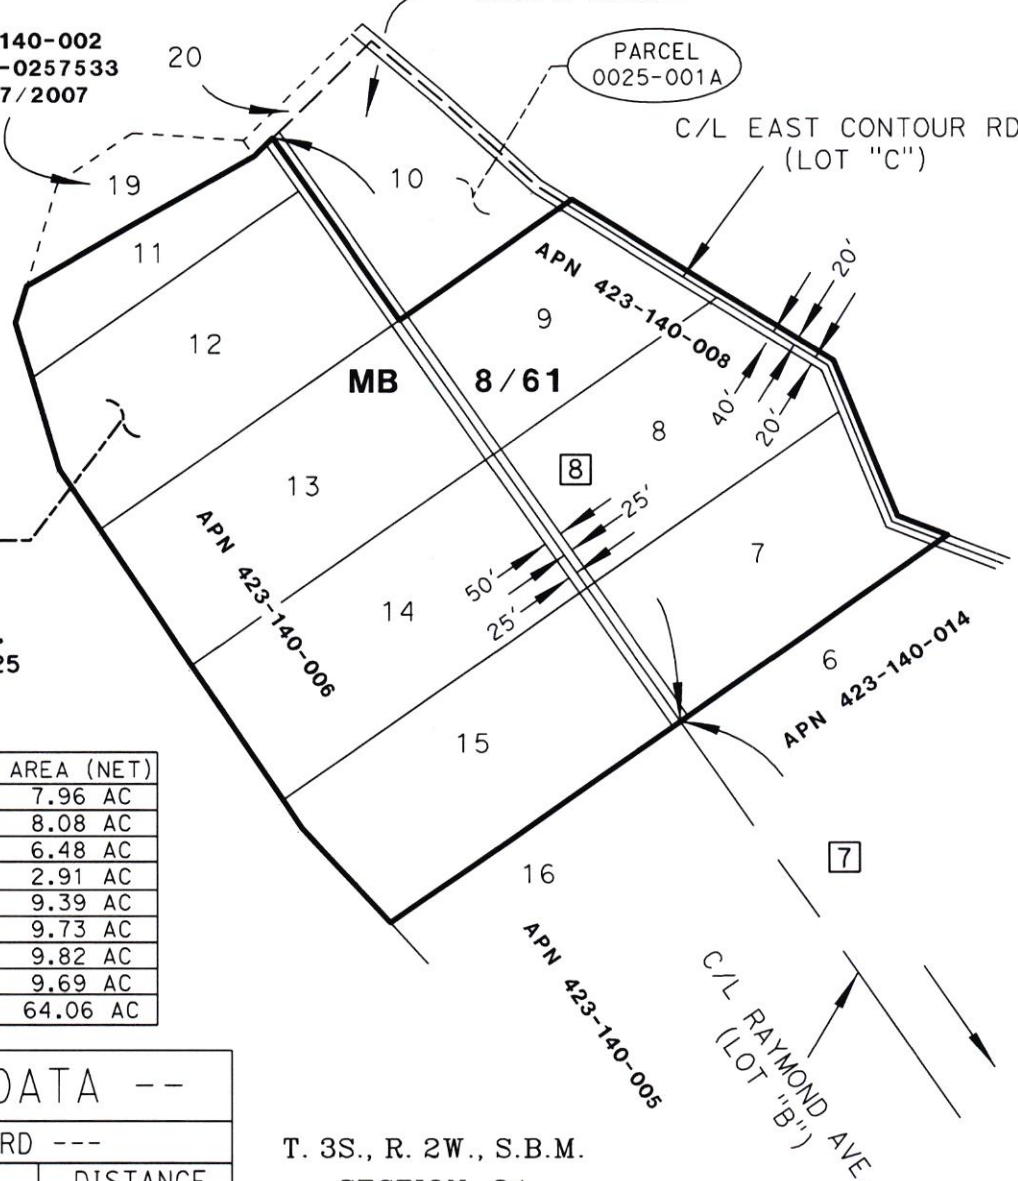 140-002
-0257533
7/2007
20
PARCEL
0025-001A
C/L EAST CONTOUR RD
(LOT "C")
19
10
11
20'
APN 423-140-008
9
12
MB 8/61
40'
20'
8
13
8
25'
50'
25'
7
APN 423-140-006
14
6
APN 423-140-014
25
15
AREA (NET)
7.96 AC
8.08 AC
6.48 AC
2.91 AC
9.39 AC
9.73 AC
9.82 AC
9.69 AC
64.06 AC
7
16
APN 423-140-005
C/L RAYMOND AVE
(LOT "B")
DATA --
RD ---
DISTANCE
T. 3S., R. 2W., S.B.M.